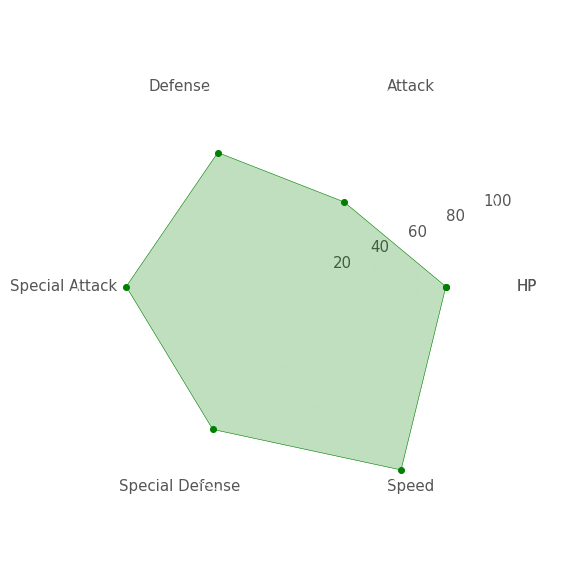 Defense
Attack
100
80
60
40
20
Special Attack
HP
Special Defense
Speed